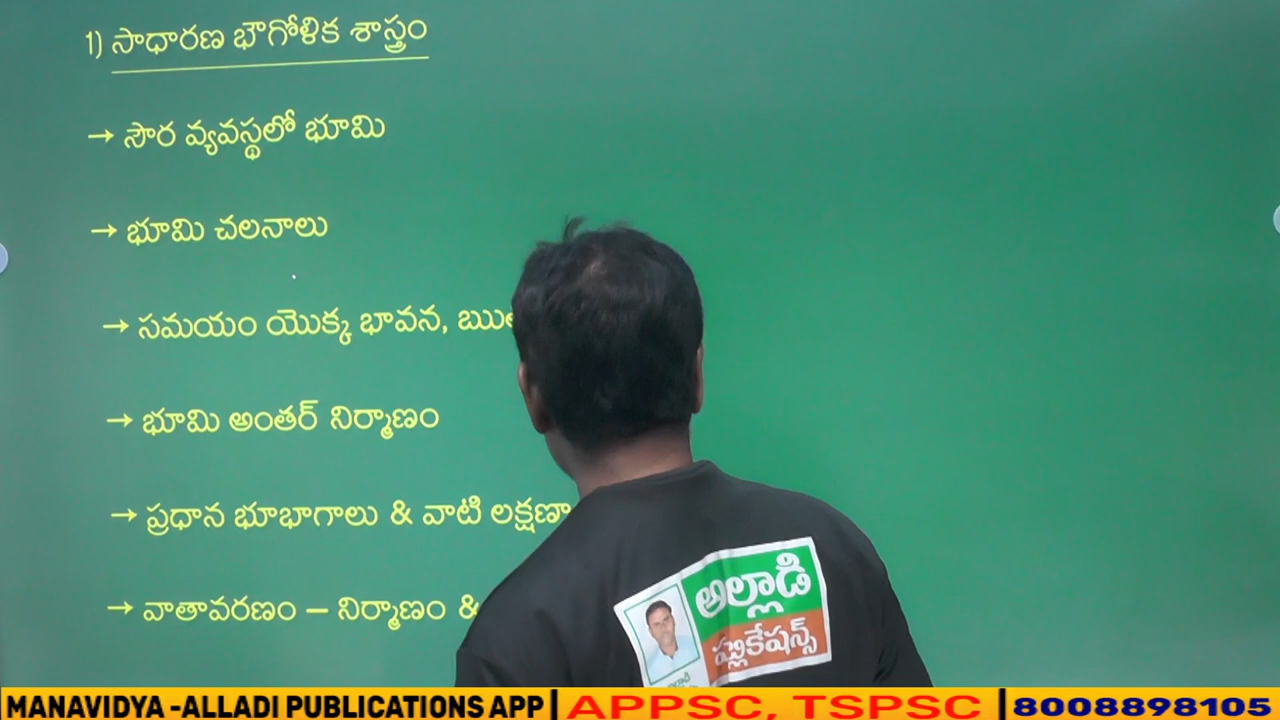 1) సాధారణ భౌగోళిక శాస్త్రం
→ సౌర వ్యవస్థలో భూమి
→ భూమి చలనాలు
→ సమయం యొక్క భావన,
→ భూమి అంతర్ నిర్మాణం
→ ప్రధాన భూభాగాలు & వాటి
→ వాతావరణం – నిర్మాణం &
అల్లాడి
పబ్లికేషన్స్
MANAVIDYA -ALLADI PUBLICATIONS APP | APPSC, TSPSC | 8008898105